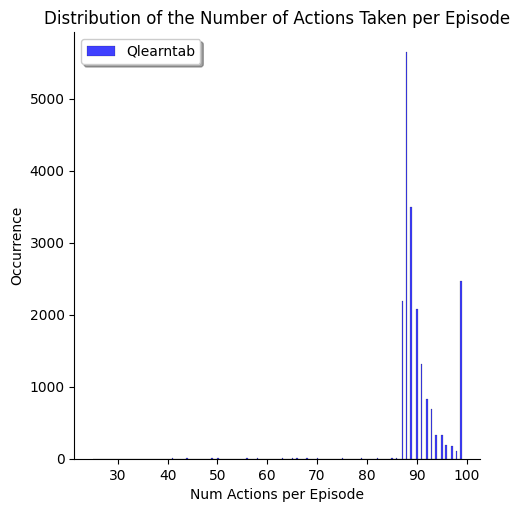 Distribution of the Number of Actions Taken per Episode
Qlearntab
5000
4000
3000
2000
1000
0
Occurrence
30 40 50 60 70 80 90 100
Num Actions per Episode